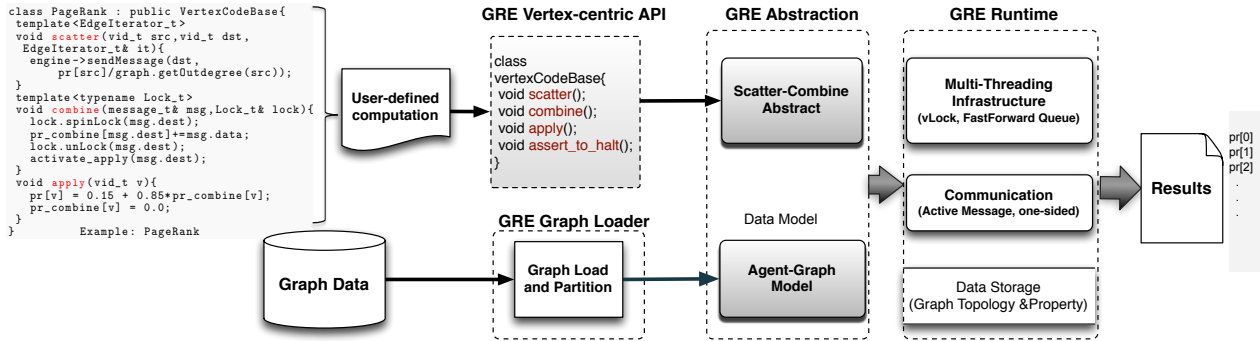 class PageRank : public VertexCodeBase{
template<EdgeIterator_t>
void scatter(vid_t src,vid_t dst,
EdgeIterator_t& it){
engine->sendMessage(dst,
pr[src]/graph.getOutdegree(src));
}
template<typename Lock_t>
void combine(message_t& msg,Lock_t& lock){
lock.spinLock(msg.dest);
pr_combine[msg.dest]+=msg.data;
lock.unLock(msg.dest);
activate_apply(msg.dest);
}
void apply(vid_t v){
pr[v] = 0.15 + 0.85*pr_combine[v];
pr_combine[v] = 0.0;
}
} Example: PageRank
User-defined
computation
Graph Data
GRE Vertex-centric API
class
vertexCodeBase{
void scatter();
void combine();
void apply();
void assert_to_halt();
}
GRE Graph Loader
Graph Load
and Partition
GRE Abstraction
Scatter-Combine
Abstract
Data Model
Agent-Graph
Model
GRE Runtime
Multi-Threading
Infrastructure
(vLock, FastForward Queue)
Communication
(Active Message, one-sided)
Data Storage
(Graph Topology &Property)
Results
pr[0]
pr[1]
pr[2]
.
.
.